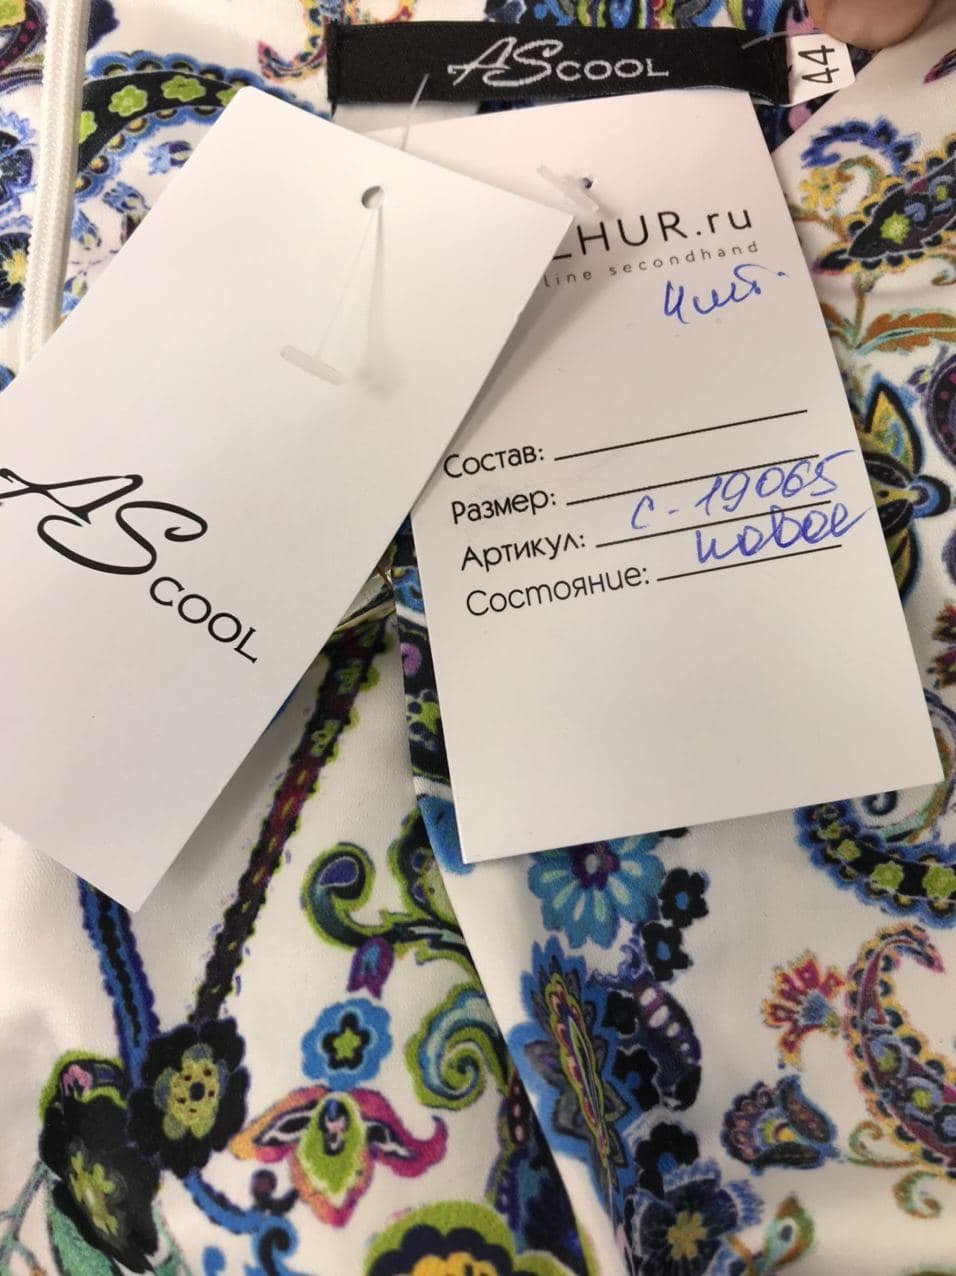 AS COOL
44
LHUR.ru
line secondhand
Состав:
Размер:
Артикул: С-19065
Состояние: новое
AS COOL